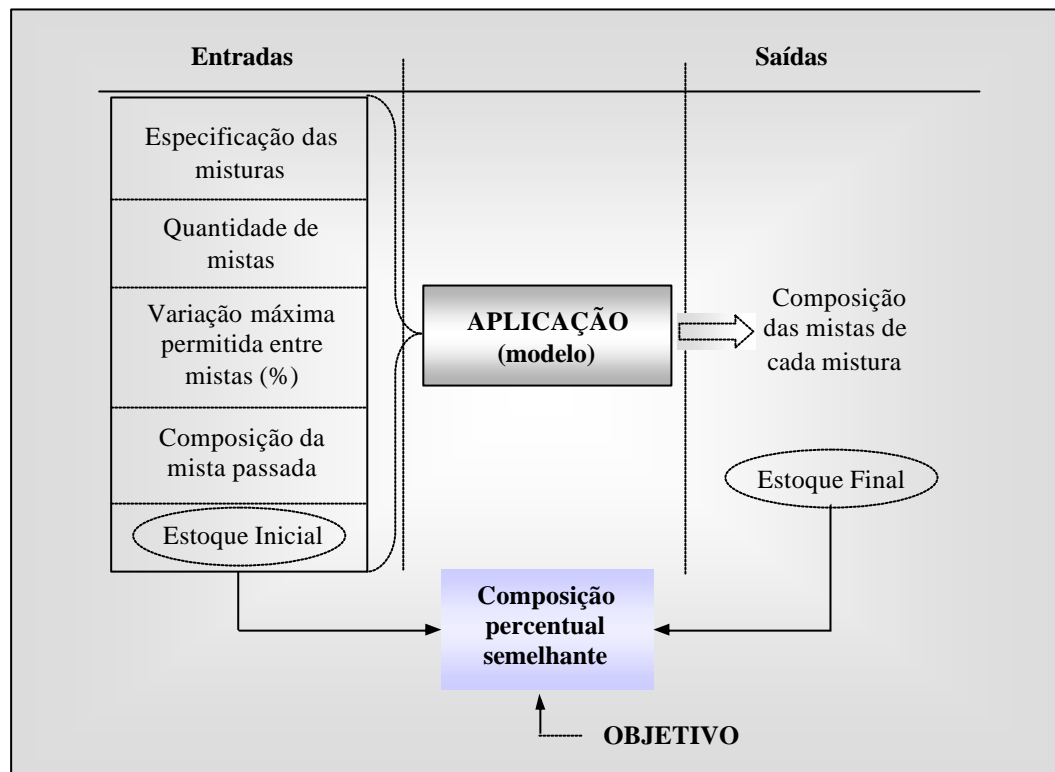 Entradas
Saídas
Especificação das
misturas
Quantidade de
mistas
Variação máxima
permitida entre
mistas (%)
Composição da
mista passada
Estoque Inicial
APLICAÇÃO
(modelo)
Composição
das mistas de
cada mistura
Estoque Final
Composição
percentual
semelhante
OBJETIVO